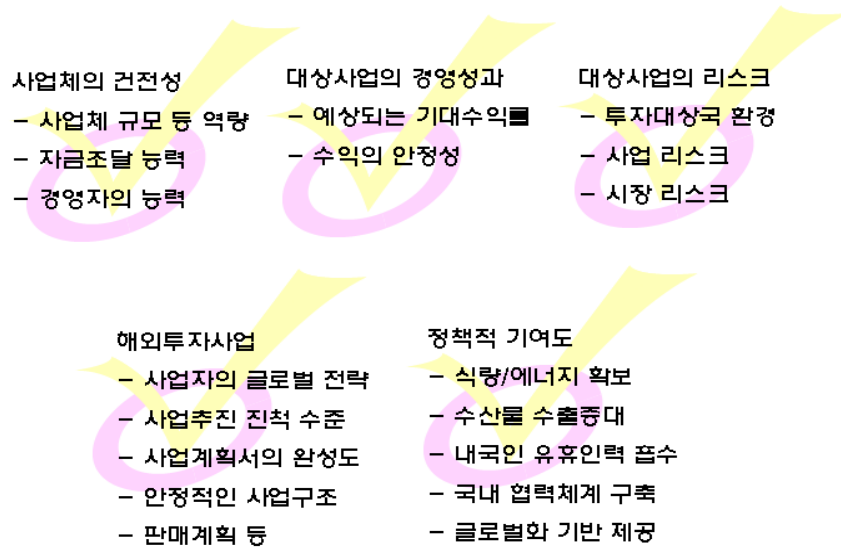 사업체의 건전성
– 사업체 규모 등 역량
– 자금조달 능력
– 경영자의 능력
대상사업의 경영성과
– 예상되는 기대수익률
– 수익의 안정성
대상사업의 리스크
– 투자대상국 환경
– 사업 리스크
– 시장 리스크
해외투자사업
– 사업자의 글로벌 전략
– 사업추진 진척 수준
– 사업계획서의 완성도
– 안정적인 사업구조
– 판매계획 등
정책적 기여도
– 식량/에너지 확보
– 수산물 수출증대
– 내국인 유휴인력 흡수
– 국내 협력체계 구축
– 글로벌화 기반 제공